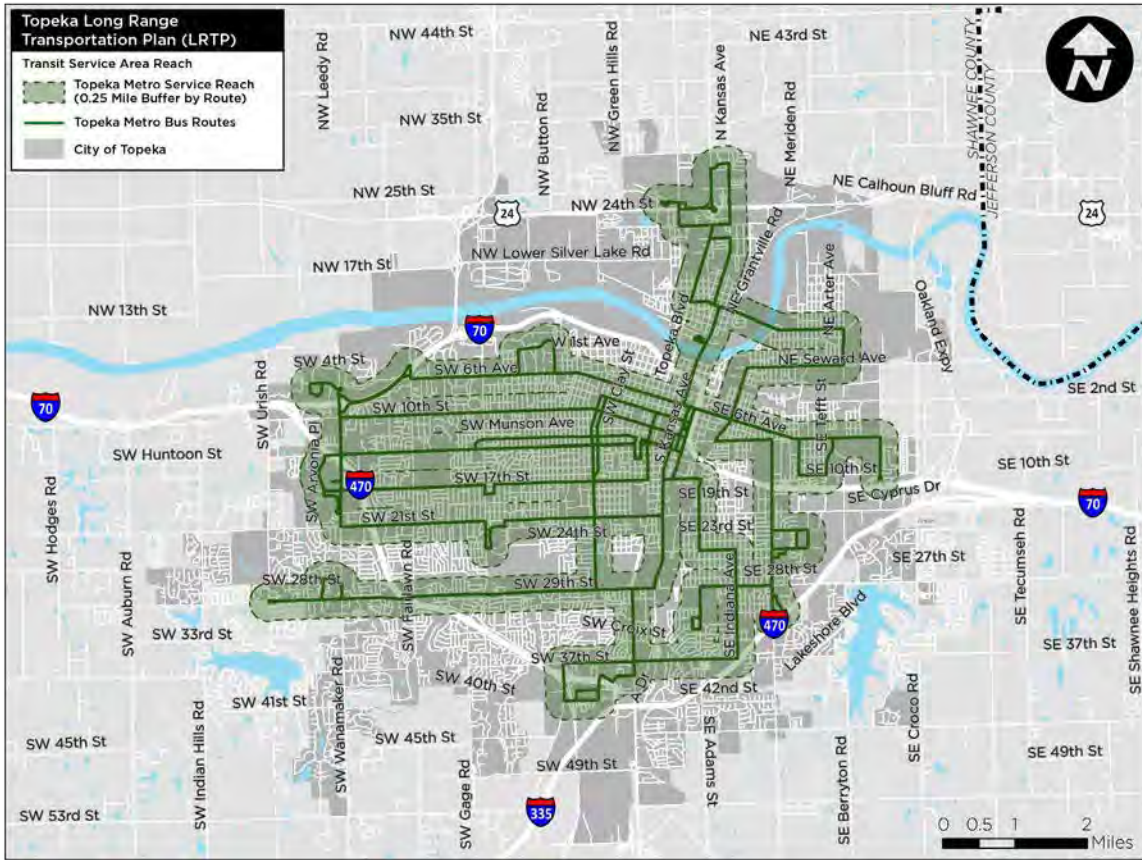 Topeka Long Range
Transportation Plan (LRTP)
Transit Service Area Reach
Topeka Metro Service Reach
(0.25 Mile Buffer by Route)
Topeka Metro Bus Routes
City of Topeka
N
NW 44th St
NE 43rd St
NW Leedy Rd
NW Button Rd
NW Green Hills Rd
N Kansas Ave
NE Meriden Rd
SHAWNEE COUNTY
JEFFERSON COUNTY
NW 35th St
NW 25th St
24
NW 24th St
NE Calhoun Bluff Rd
24
NW Lower Silver Lake Rd
NE Grantville Rd
NW 17th St
NW 13th St
Topeka Blvd
NE Arter Ave
Oakland Expy
70
W 1st Ave
SW 4th St
SW 6th Ave
SW Clay St
NE Seward Ave
SE 2nd St
70
SW Urish Rd
SW 10th St
S Kansas Ave
SE 6th Ave
SE Tefft St
SW Munson Ave
SW Huntoon St
SW Arvonia Pl
470
SW 17th St
SE 10th St
SE 10th St
SE 19th St
SE Cyprus Dr
70
SW Hodges Rd
SW 21st St
SW 24th St
SE 23rd St
SW Auburn Rd
SW 28th St
SW Fairlawn Rd
SW 29th St
SE 28th St
SE 27th St
SE Indiana Ave
SE Tecumseh Rd
SE Shawnee Heights Rd
SW 33rd St
SW Croix St
470
Lakeshore Blvd
SE 37th St
SW 37th St
SW 40th St
SE 42nd St
SW 41st St
SW Indian Hills Rd
SW Wanamaker Rd
SW 45th St
SW 45th St
SW Gage Rd
SW 49th St
SE Adams St
SE Berryton Rd
SE Croco Rd
SE 49th St
SW 53rd St
335
0 0.5 1 2
Miles